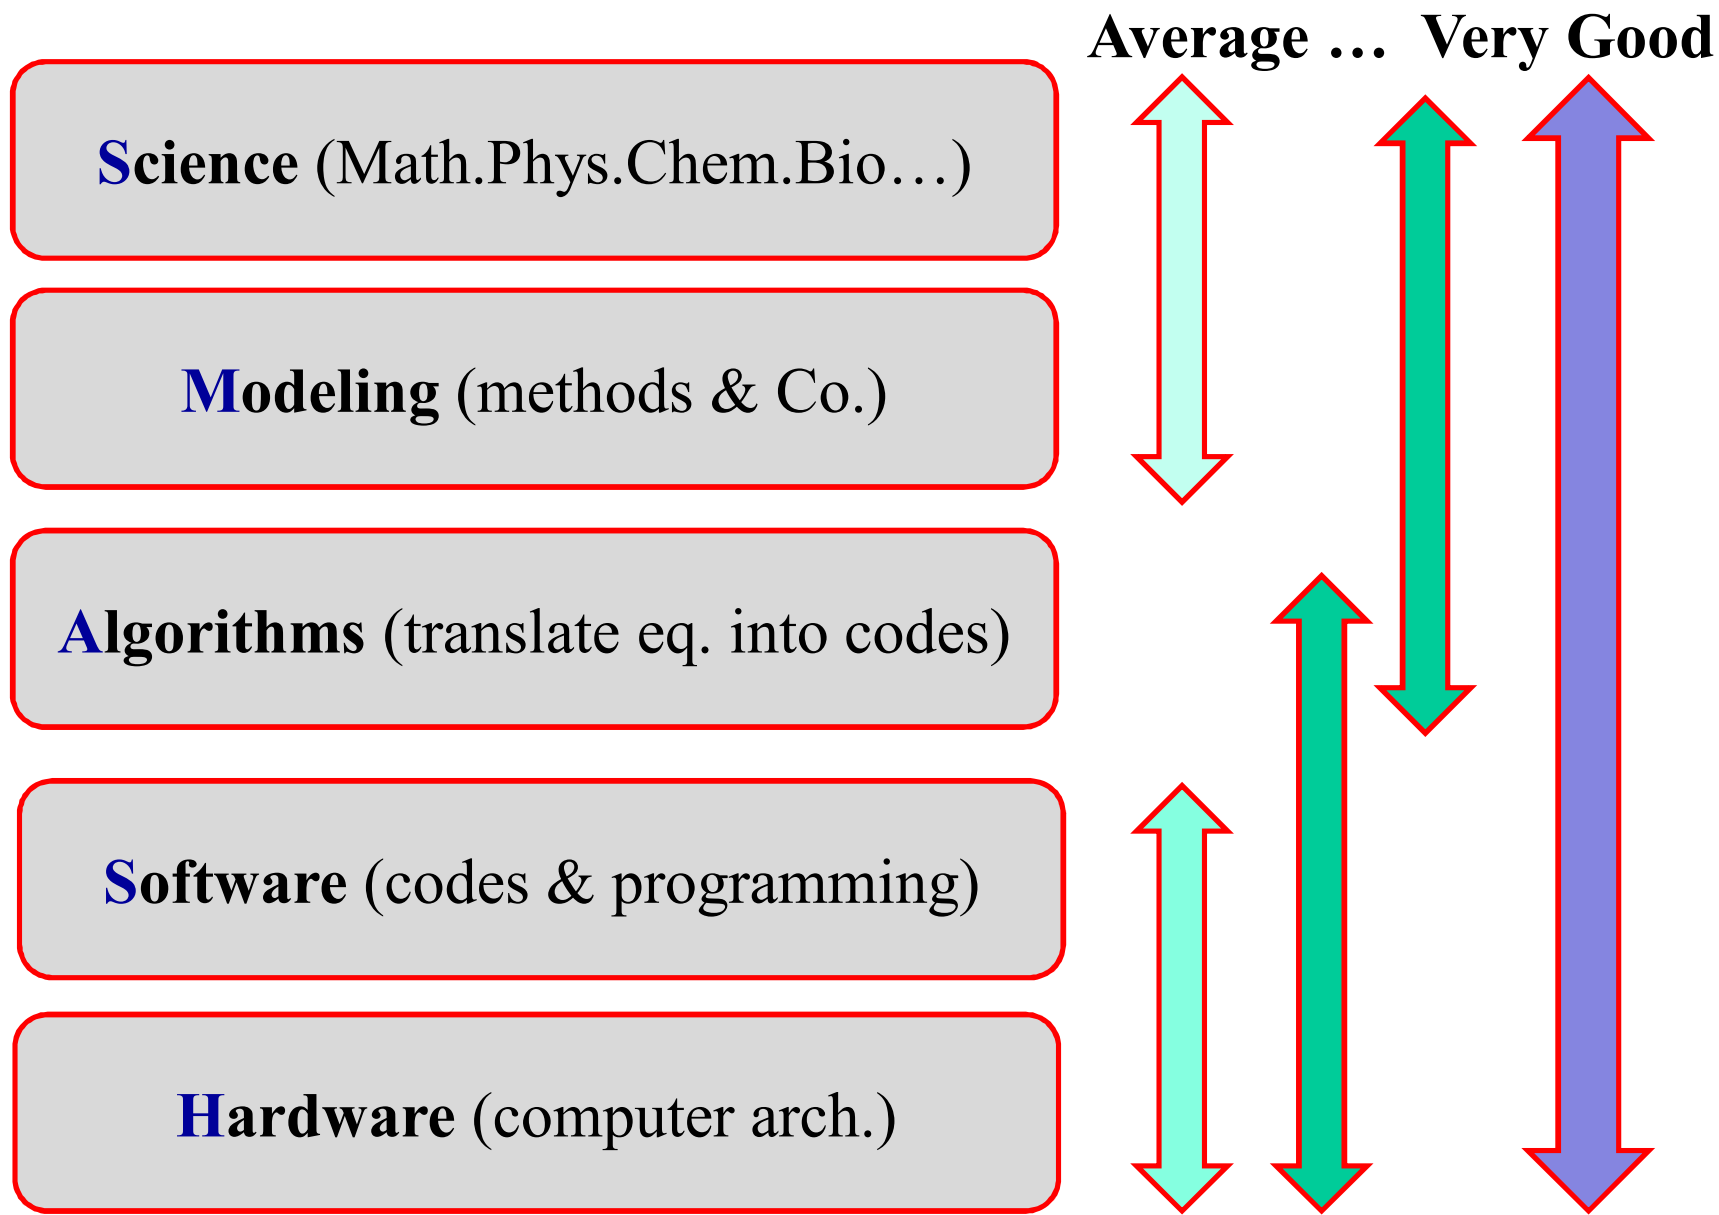 Average … Very Good
Science (Math.Phys.Chem.Bio…)
Modeling (methods & Co.)
Algorithms (translate eq. into codes)
Software (codes & programming)
Hardware (computer arch.)